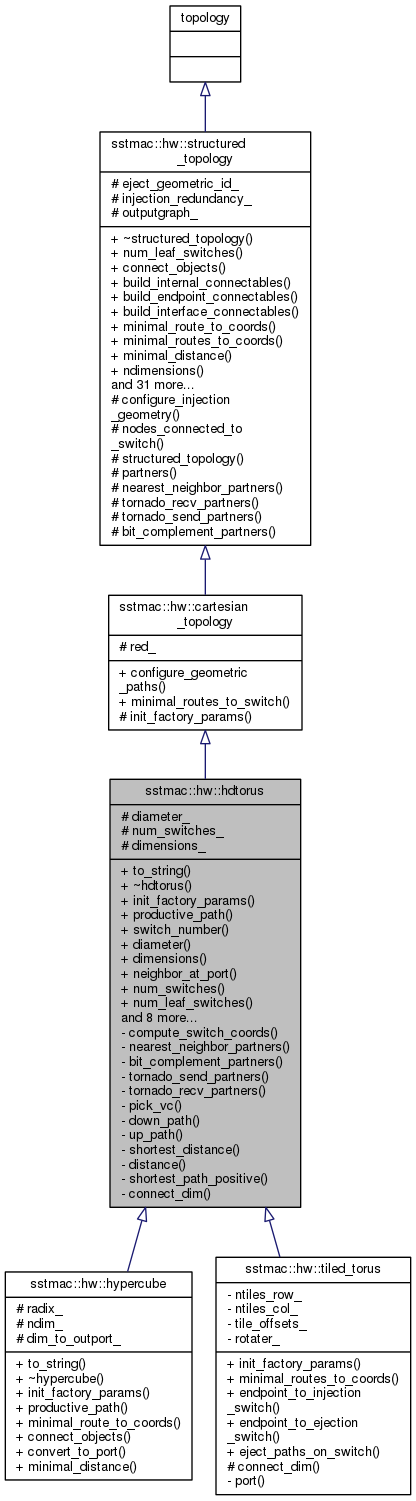 topology
sstmac::hw::structured
_topology
# eject_geometric_id_
# injection_redundancy_
# outputgraph_
+ ~structured_topology()
+ num_leaf_switches()
+ connect_objects()
+ build_internal_connectables()
+ build_endpoint_connectables()
+ build_interface_connectables()
+ minimal_route_to_coords()
+ minimal_routes_to_coords()
+ minimal_distance()
+ ndimensions()
and 31 more...
# configure_injection
_geometry()
# nodes_connected_to
_switch()
# structured_topology()
# partners()
# nearest_neighbor_partners()
# tornado_recv_partners()
# tornado_send_partners()
# bit_complement_partners()
sstmac::hw::cartesian
_topology
# red_
+ configure_geometric
_paths()
+ minimal_routes_to_switch()
# init_factory_params()
sstmac::hw::hdtorus
# diameter_
# num_switches_
# dimensions_
+ to_string()
+ ~hdtorus()
+ init_factory_params()
+ productive_path()
+ switch_number()
+ diameter()
+ dimensions()
+ neighbor_at_port()
+ num_switches()
+ num_leaf_switches()
and 8 more...
- compute_switch_coords()
- nearest_neighbor_partners()
- bit_complement_partners()
- tornado_send_partners()
- tornado_recv_partners()
- pick_vc()
- down_path()
- up_path()
- shortest_distance()
- distance()
- shortest_path_positive()
- connect_dim()
sstmac::hw::hypercube
# radix_
# ndim_
# dim_to_outport_
+ to_string()
+ ~hypercube()
+ init_factory_params()
+ productive_path()
+ minimal_route_to_coords()
+ connect_objects()
+ convert_to_port()
+ minimal_distance()
sstmac::hw::tiled_torus
- ntiles_row_
- ntiles_col_
- tile_offsets_
- rotater_
+ init_factory_params()
+ minimal_routes_to_coords()
+ endpoint_to_injection
_switch()
+ endpoint_to_ejection
_switch()
+ eject_paths_on_switch()
# connect_dim()
- port()